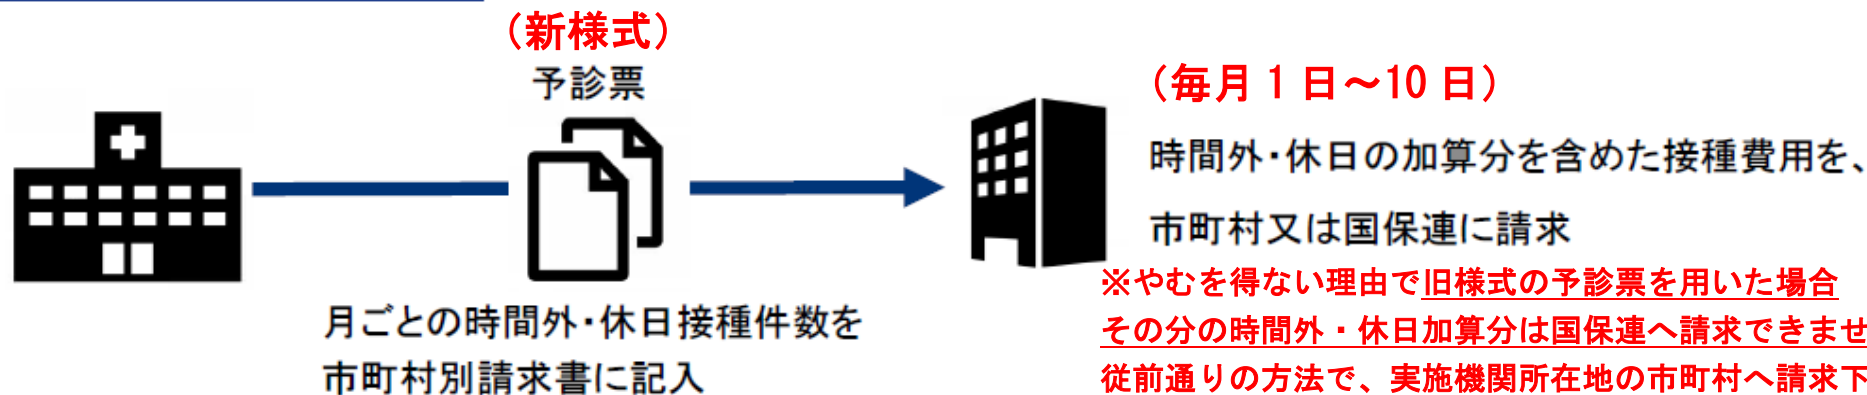 （新様式）
予診票
月ごとの時間外・休日接種件数を
市町村別請求書に記入
（毎月１日～10 日）
時間外・休日の加算分を含めた接種費用を、
市町村又は国保連に請求
※やむを得ない理由で旧様式の予診票を用いた場合
その分の時間外・休日加算分は国保連へ請求できませ
従前通りの方法で、実施機関所在地の市町村へ請求下